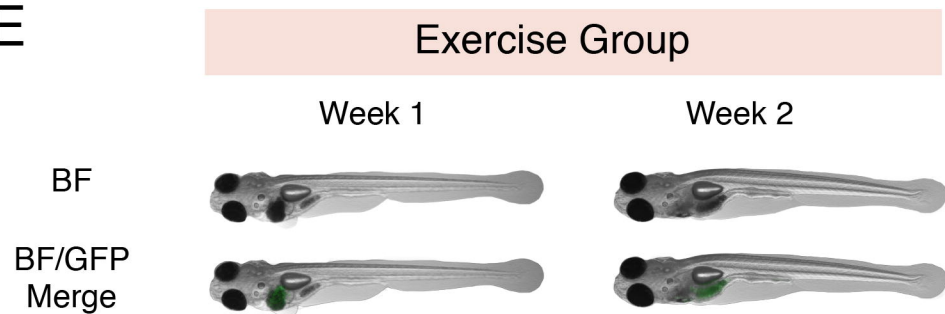 E
Exercise Group
Week 1 Week 2
BF
BF/GFP
Merge